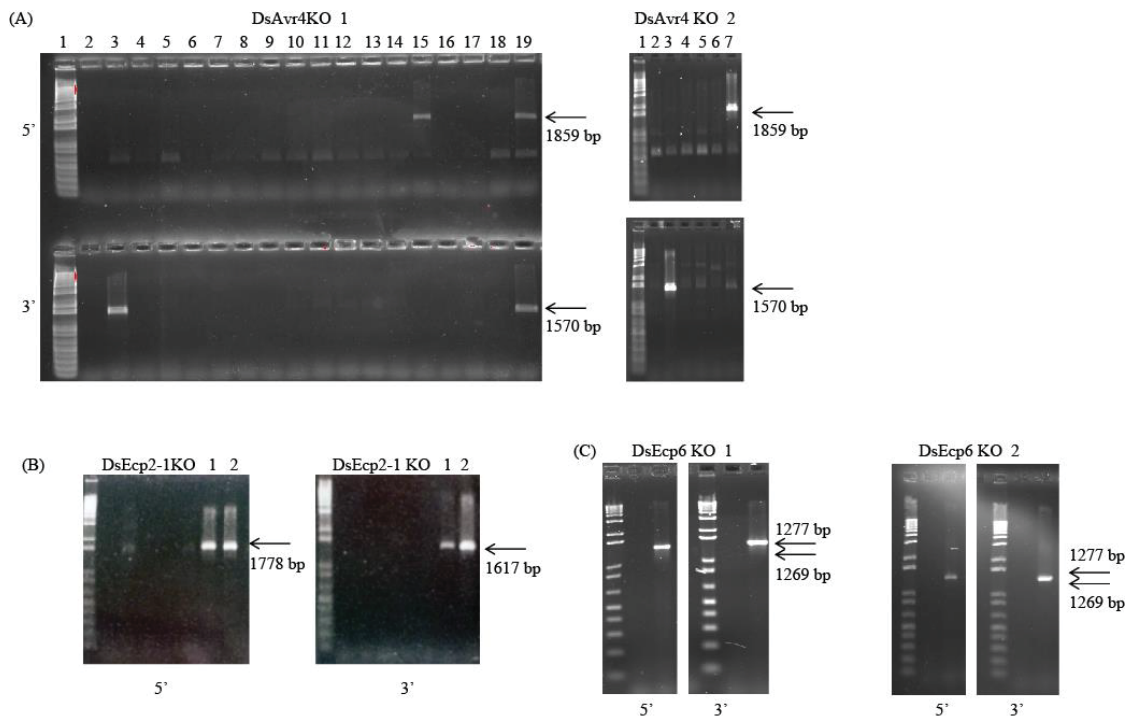 (A)
DsAvr4KO 1
1 2 3 4 5 6 7 8 9 10 11 12 13 14 15 16 17 18 19
5’
1859 bp
3’
1570 bp
DsAvr4 KO 2
1 2 3 4 5 6 7
1859 bp
1570 bp
(B)
DsEcp2-1KO 1 2
1778 bp
5’
DsEcp2-1 KO 1 2
1617 bp
3’
(C)
DsEcp6 KO 1
1277 bp
1269 bp
5’ 3’
DsEcp6 KO 2
1277 bp
1269 bp
5’ 3’